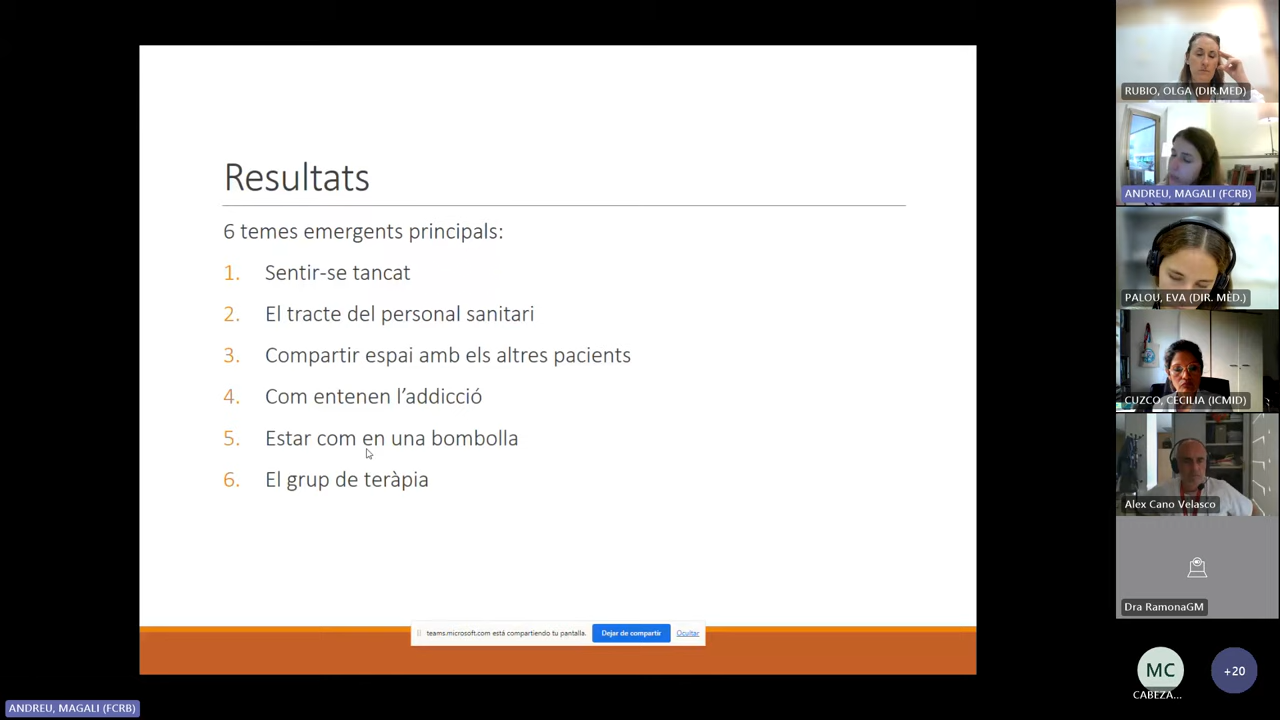 Resultats
6 temes emergents principals:
1. Sentir-se tancat
2. El tracte del personal sanitari
3. Compartir espai amb els altres pacients
4. Com entenen l’addicció
5. Estar com en una bombolla
6. El grup de teràpia
teams.microsoft.com está compartiendo tu pantalla. Dejar de compartir Ocultar
RUBIO, OLGA (DIR.MED)
ANDREU, MAGALI (FCRB)
PALOU, EVA (DIR. MÈD.)
CUZCO, CECILIA (ICMID)
Alex Cano Velasco
Dra RamonaGM
MC
CABEZA...
+20
ANDREU, MAGALI (FCRB)